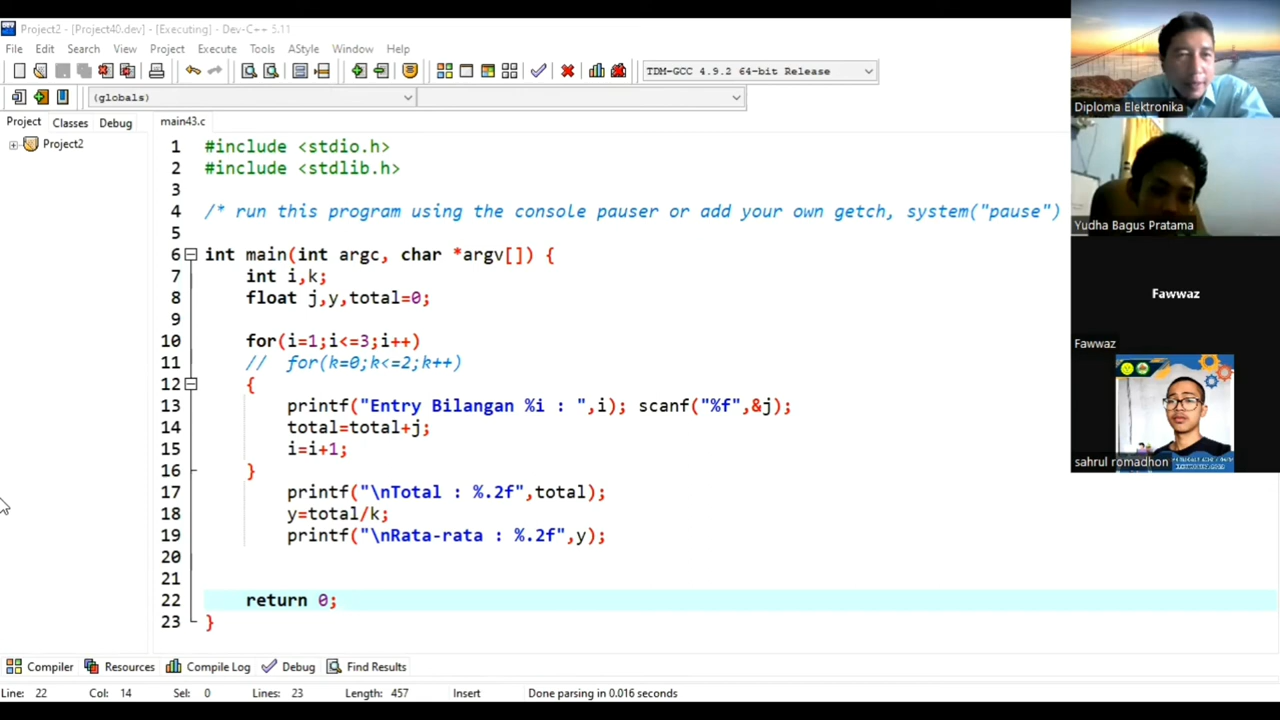 Project2 - [Project40.dev] - [Executing] - Dev-C++ 5.11
File Edit Search View Project Execute Tools AStyle Window Help
TDM-GCC 4.9.2 64-bit Release
(globals)
Project Classes Debug
Project2
main43.c
1 #include <stdio.h>
2 #include <stdlib.h>
3
4 /* run this program using the console pauser or add your own getch, system("pause")
5
6 int main(int argc, char *argv[]) {
7 int i,k;
8 float j,y,total=0;
9
10 for(i=1;i<=3;i++)
11 // for(k=0;k<=2;k++)
12 {
13 printf("Entry Bilangan %i : ",i); scanf("%f",&j);
14 total=total+j;
15 i=i+1;
16 }
17 printf("\nTotal : %.2f",total);
18 y=total/k;
19 printf("\nRata-rata : %.2f",y);
20
21
22 return 0;
23 }
Compiler Resources Compile Log Debug Find Results
Line: 22 Col: 14 Sel: 0 Lines: 23 Length: 457 Insert Done parsing in 0.016 seconds
Diploma Elektronika
Yudha Bagus Pratama
Fawwaz
Fawwaz
sahrul romadhon